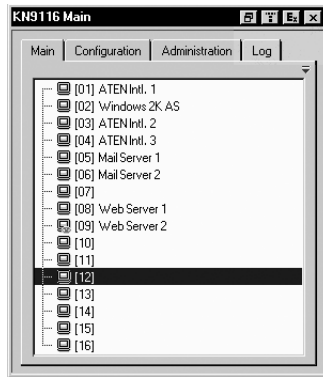 KN9116 Main
Main Configuration Administration Log
[01] ATEN Intl. 1
[02] Windows 2K AS
[03] ATEN Intl. 2
[04] ATEN Intl. 3
[05] Mail Server 1
[06] Mail Server 2
[07]
[08] Web Server 1
[09] Web Server 2
[10]
[11]
[12]
[13]
[14]
[15]
[16]